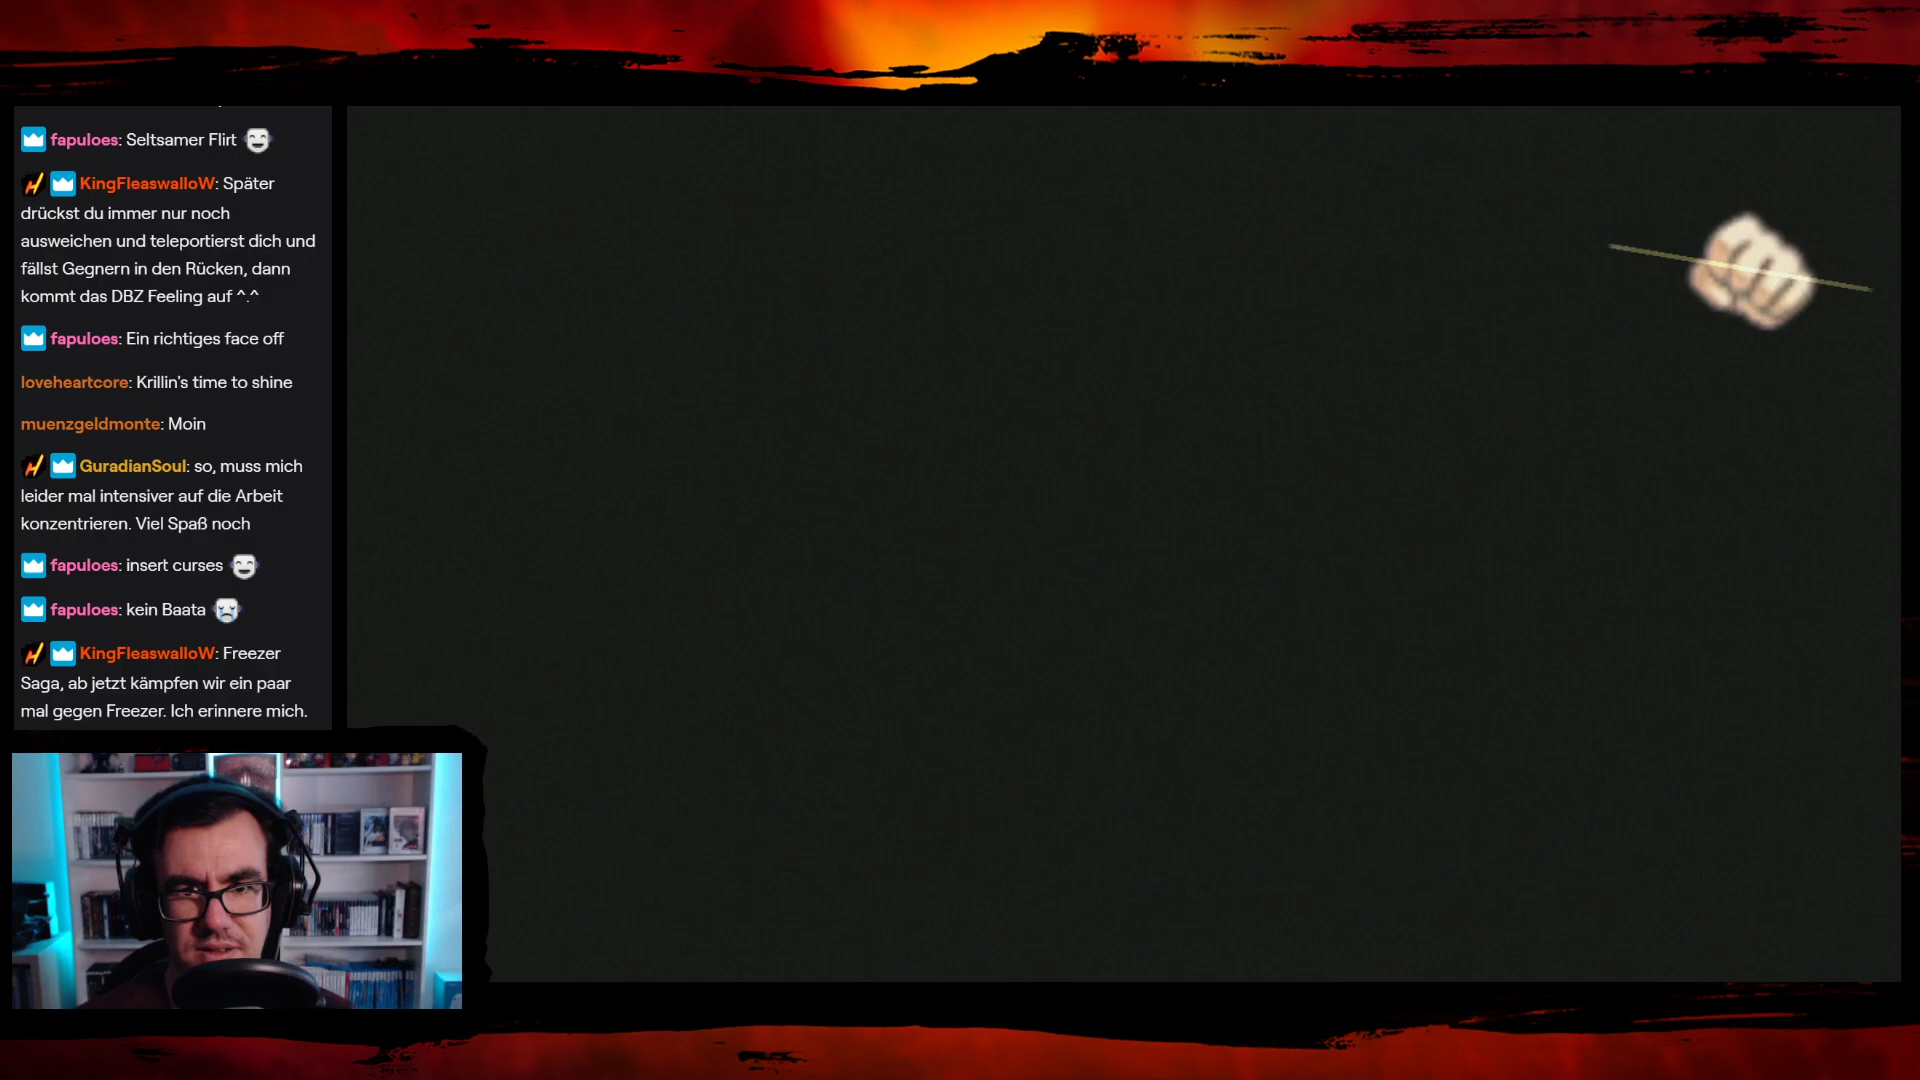 fapuloes: Seltsamer Flirt
KingFleaswalloW: Später
drückst du immer nur noch
ausweichen und teleportierst dich und
fällst Gegnern in den Rücken, dann
kommt das DBZ Feeling auf ^.^
fapuloes: Ein richtiges face off
loveheartcore: Krillin's time to shine
muenzgeldmonte: Moin
GuradianSoul: so, muss mich
leider mal intensiver auf die Arbeit
konzentrieren. Viel Spaß noch
fapuloes: insert curses
fapuloes: kein Baata
KingFleaswalloW: Freezer
Saga, ab jetzt kämpfen wir ein paar
mal gegen Freezer. Ich erinnere mich.